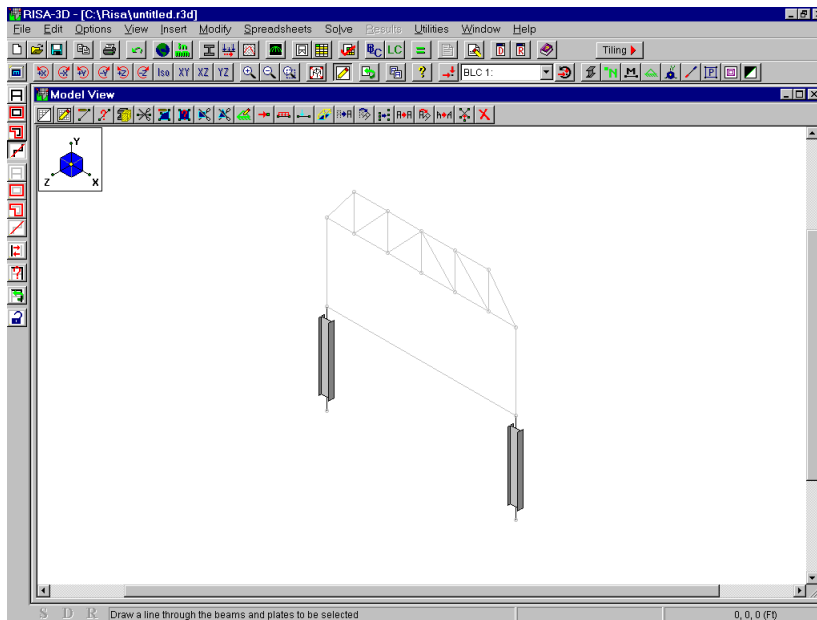 RISA-3D - [C:\Risa\untitled.r3d]
File Edit Options View Insert Modify Spreadsheets Solve Results Utilities Window Help
in B C LC = D R Tiling
+X -X +Y -Y +Z -Z Iso XY XZ YZ ? BLC 1: N M P
Model View
Y
Z X
S D R Draw a line through the beams and plates to be selected 0, 0, 0 (Ft)